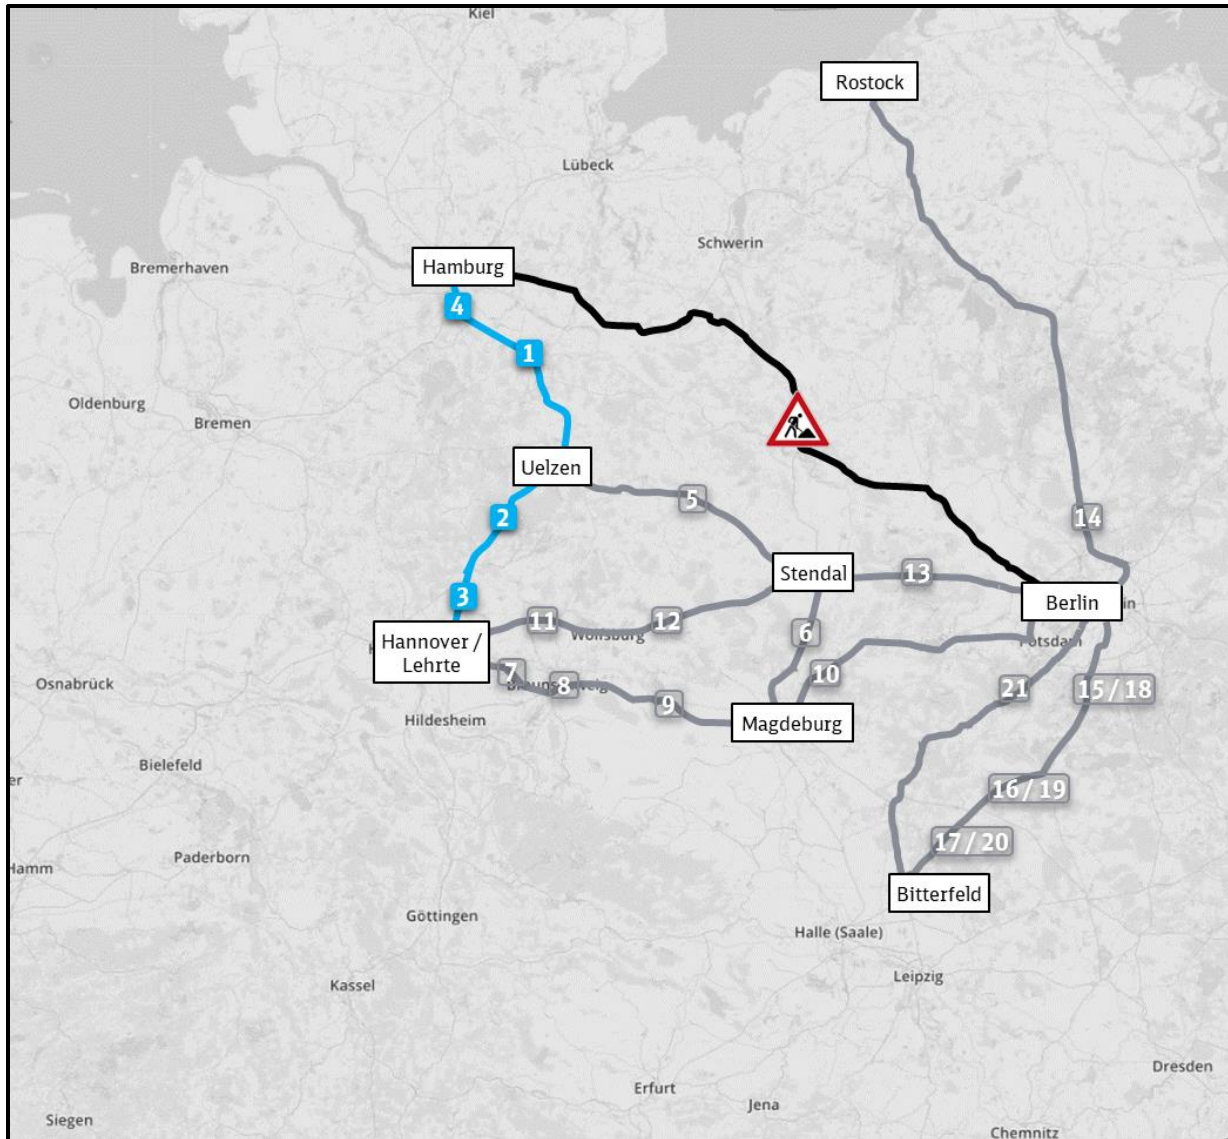 Kiel
Rostock
Lübeck
Schwerin
Hamburg
Bremerhaven
4
1
Oldenburg
Bremen
Uelzen
5
2
14
Stendal
13
3
Berlin
11
12
6
Hannover /
Lehrte
10
7
8
9
21
15 / 18
Osnabrück
Hildesheim
Magdeburg
Potsdam
Bielefeld
16 / 19
17 / 20
Paderborn
Bitterfeld
Göttingen
Halle (Saale)
Leipzig
Kassel
Dresden
Erfurt
Jena
Siegen
Chemnitz